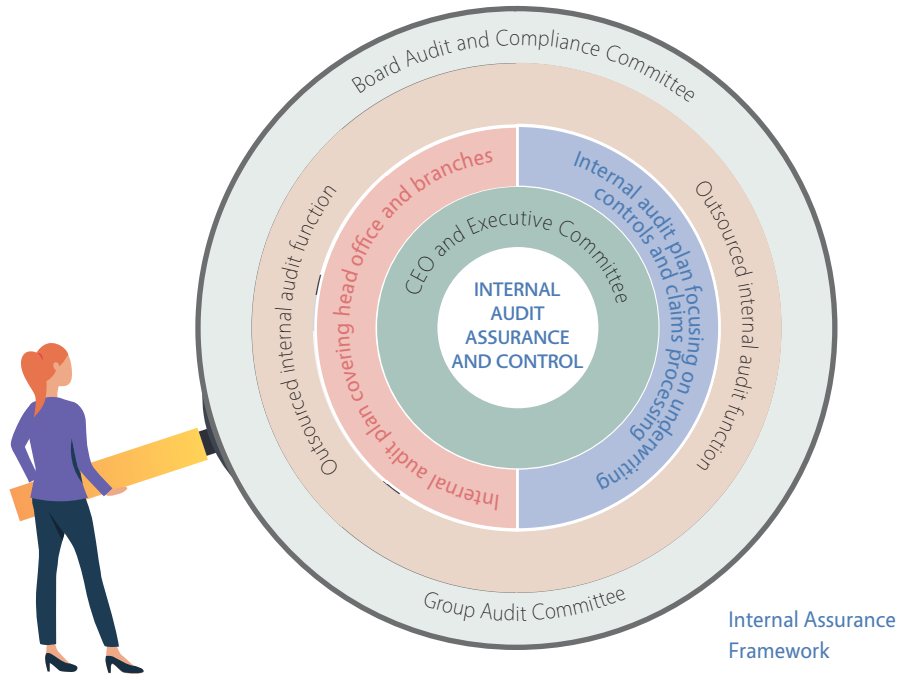 Board Audit and Compliance Committee
Outsourced internal audit function
Internal audit plan covering head office and branches
CEO and Executive Committee
INTERNAL
AUDIT
ASSURANCE
AND CONTROL
Internal audit plan focusing on underwriting
controls and claims processing
Outsourced internal audit function
Group Audit Committee
Internal Assurance
Framework